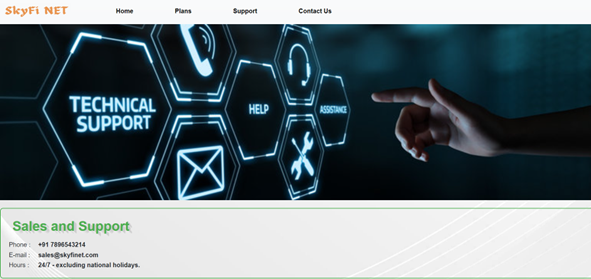 SkyFi NET
Home Plans Support Contact Us
TECHNICAL SUPPORT
HELP
ASSISTANCE
Sales and Support
Phone : +91 7896543214
E-mail : sales@skyfinet.com
Hours : 24/7 - excluding national holidays.